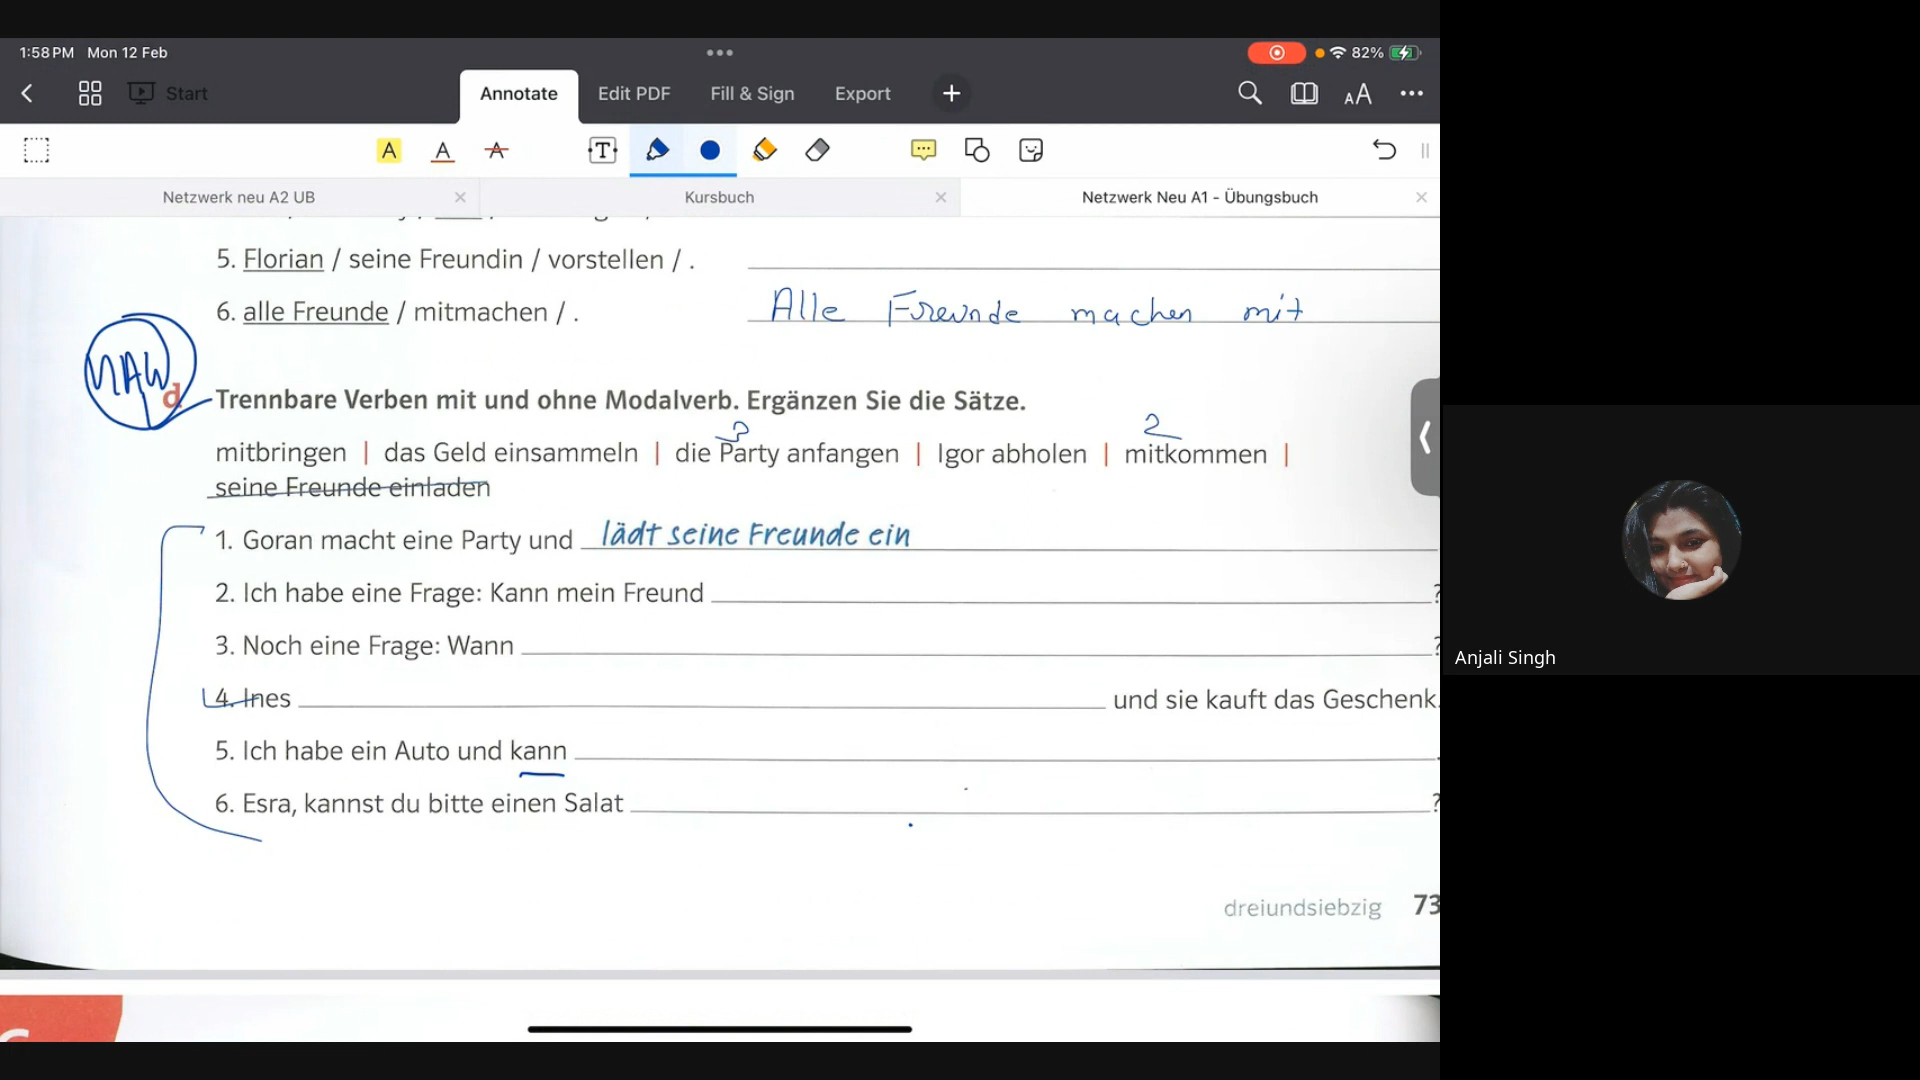 1:58 PM Mon 12 Feb
82%
Start
Annotate
Edit PDF
Fill & Sign
Export
AA
A A A T
Netzwerk neu A2 UB
Kursbuch
Netzwerk Neu A1 - Übungsbuch
5. Florian / seine Freundin / vorstellen / .
6. alle Freunde / mitmachen / . Alle Freunde machen mit
d Trennbare Verben mit und ohne Modalverb. Ergänzen Sie die Sätze.
3 2
mitbringen | das Geld einsammeln | die Party anfangen | Igor abholen | mitkommen |
seine Freunde einladen
1. Goran macht eine Party und lädt seine Freunde ein
2. Ich habe eine Frage: Kann mein Freund ?
3. Noch eine Frage: Wann ?
4. Ines und sie kauft das Geschenk.
5. Ich habe ein Auto und kann .
6. Esra, kannst du bitte einen Salat ?
dreiundsiebzig 73
Anjali Singh